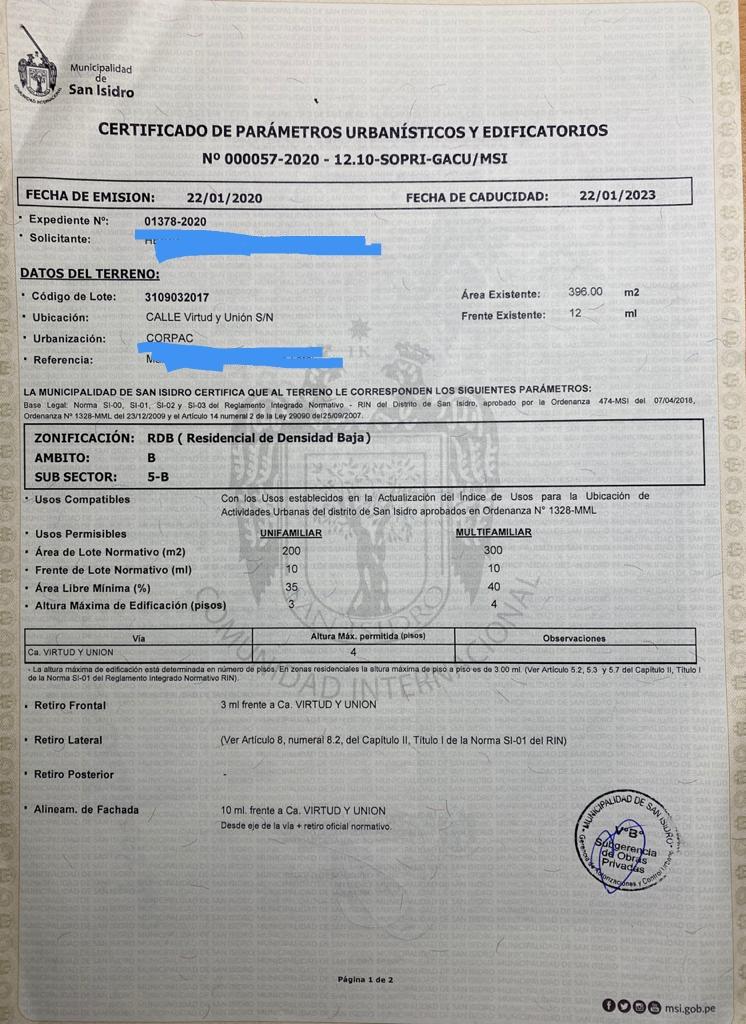 Municipalidad
de
San Isidro
COMUNIDAD INTERNACIONAL
CERTIFICADO DE PARÁMETROS URBANÍSTICOS Y EDIFICATORIOS
Nº 000057-2020 - 12.10-SOPRI-GACU/MSI
FECHA DE EMISION: 22/01/2020 FECHA DE CADUCIDAD: 22/01/2023
• Expediente Nº: 01378-2020
• Solicitante:
DATOS DEL TERRENO:
• Código de Lote: 3109032017 Área Existente: 396.00 m2
• Ubicación: CALLE Virtud y Unión S/N Frente Existente: 12 ml
• Urbanización: CORPAC
• Referencia:
LA MUNICIPALIDAD DE SAN ISIDRO CERTIFICA QUE AL TERRENO LE CORRESPONDEN LOS SIGUIENTES PARÁMETROS:
Base Legal: Norma SI-00, SI-01, SI-02 y SI-03 del Reglamento Integrado Normativo - RIN del Distrito de San Isidro, aprobado por la Ordenanza 474-MSI del 07/04/2018,
Ordenanza Nº 1328-MML del 23/12/2009 y el Artículo 14 numeral 2 de la Ley 29090 del 25/09/2007.
ZONIFICACIÓN: RDB ( Residencial de Densidad Baja )
AMBITO: B
SUB SECTOR: 5-B
• Usos Compatibles Con los Usos establecidos en la Actualización del Índice de Usos para la Ubicación de
Actividades Urbanas del distrito de San Isidro aprobados en Ordenanza N° 1328-MML
• Usos Permisibles UNIFAMILIAR MULTIFAMILIAR
• Área de Lote Normativo (m2) 200 300
• Frente de Lote Normativo (ml) 10 10
• Área Libre Mínima (%) 35 40
• Altura Máxima de Edificación (pisos) 3 4
Vía Altura Máx. permitida (pisos) Observaciones
Ca. VIRTUD Y UNION 4
- La altura máxima de edificación está determinada en número de pisos. En zonas residenciales la altura máxima de piso a piso es de 3.00 ml. (Ver Artículo 5.2, 5.3 y 5.7 del Capítulo II, Título I
de la Norma SI-01 del Reglamento Integrado Normativo RIN).
• Retiro Frontal 3 ml frente a Ca. VIRTUD Y UNION
• Retiro Lateral (Ver Artículo 8, numeral 8.2, del Capítulo II, Título I de la Norma SI-01 del RIN)
• Retiro Posterior -
• Alineam. de Fachada 10 ml. frente a Ca. VIRTUD Y UNION
Desde eje de la vía + retiro oficial normativo.
MUNICIPALIDAD DE SAN ISIDRO
VºBº
Subgerencia
de Obras
Privadas
SAN ISIDRO
COMUNIDAD INTERNACIONAL
Página 1 de 2
msi.gob.pe